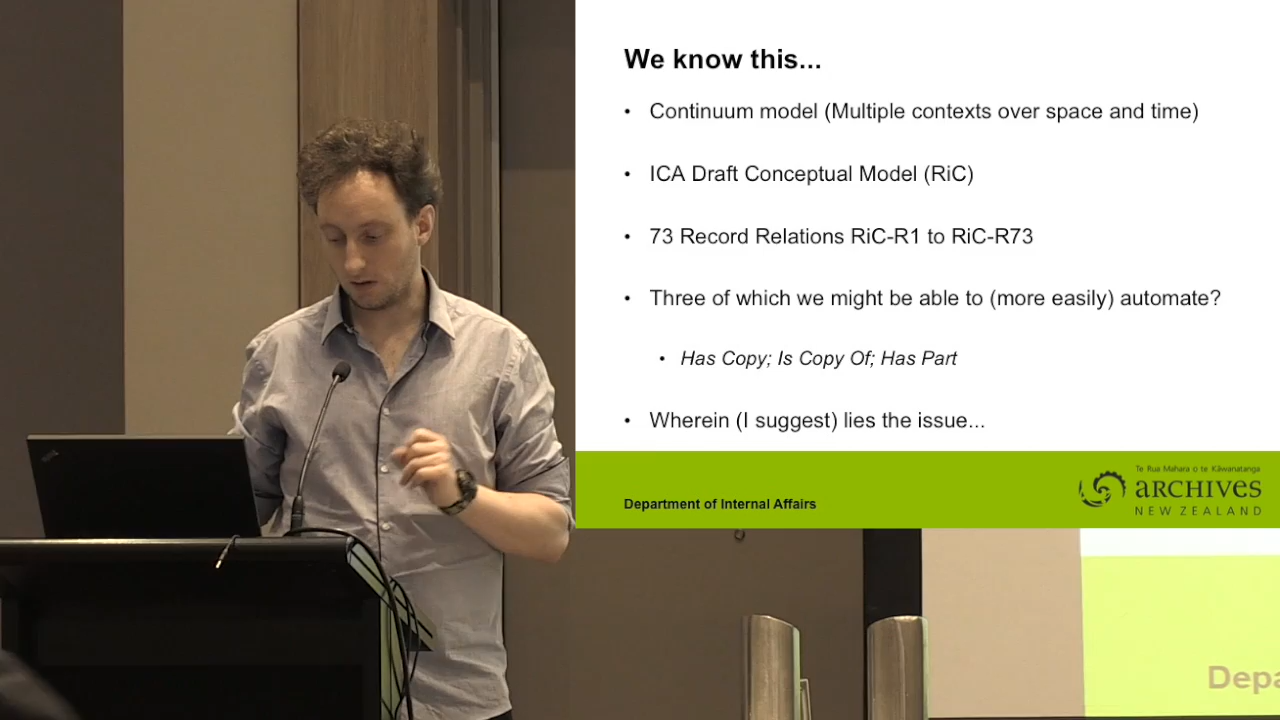 We know this...
• Continuum model (Multiple contexts over space and time)
• ICA Draft Conceptual Model (RiC)
• 73 Record Relations RiC-R1 to RiC-R73
• Three of which we might be able to (more easily) automate?
• Has Copy; Is Copy Of; Has Part
• Wherein (I suggest) lies the issue...
Department of Internal Affairs
Te Rua Mahara o te Kāwanatanga
ARCHIVES
NEW ZEALAND
Depa